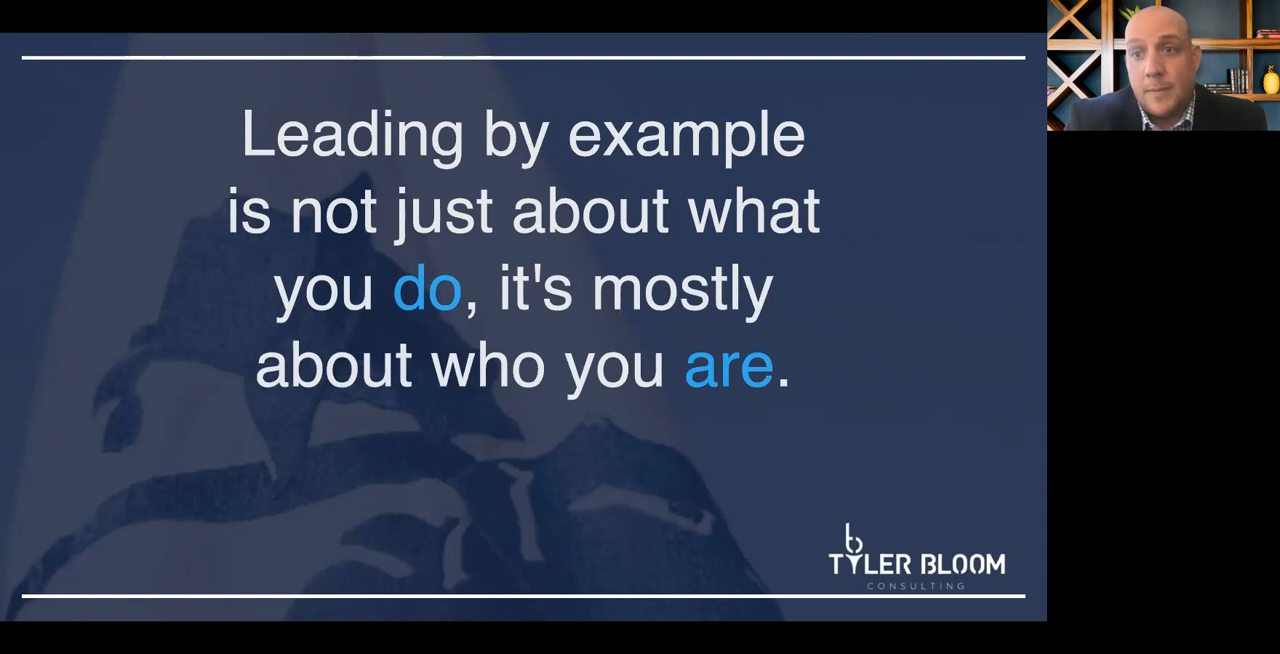 Leading by example
is not just about what
you do, it's mostly
about who you are.
TYLER BLOOM
CONSULTING